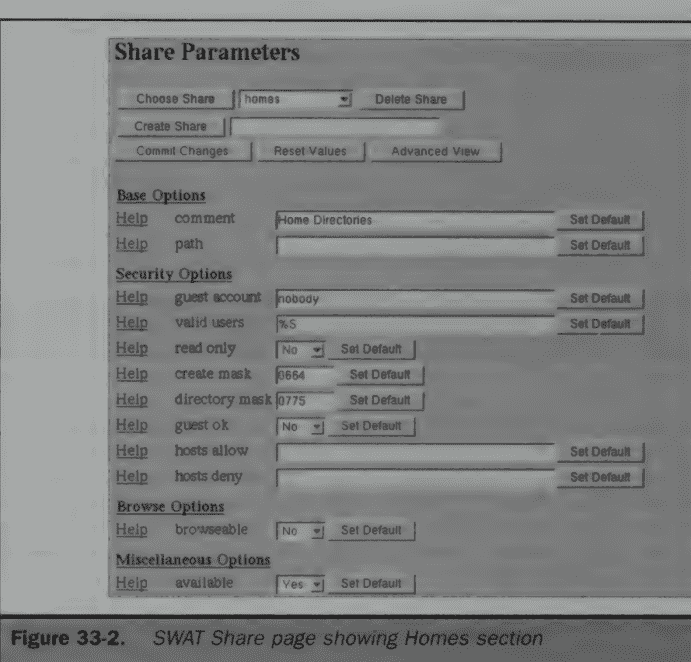 Share Parameters
Choose Share homes Delete Share
Create Share
Commit Changes Reset Values Advanced View
Base Options
Help comment Home Directories Set Default
Help path Set Default
Security Options
Help guest account nobody Set Default
Help valid users %S Set Default
Help read only No Set Default
Help create mask 0664 Set Default
Help directory mask 0775 Set Default
Help guest ok No Set Default
Help hosts allow Set Default
Help hosts deny Set Default
Browse Options
Help browseable No Set Default
Miscellaneous Options
Help available Yes Set Default
Figure 33-2. SWAT Share page showing Homes section